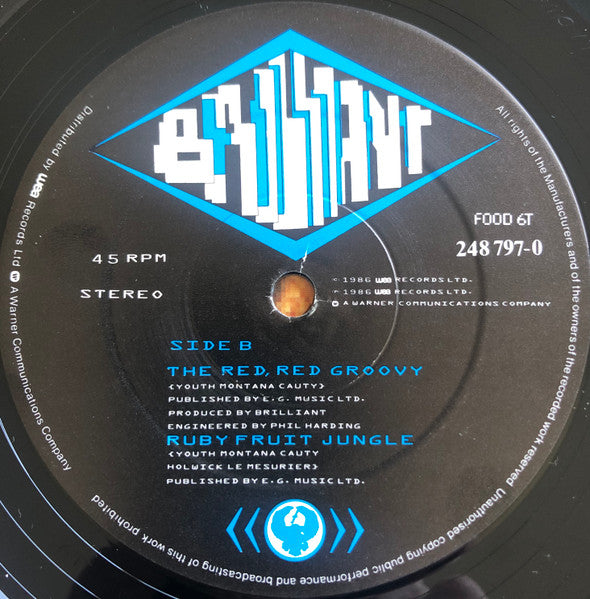 BRILLIANT
FOOD 6T
248 797-0
45 RPM
STEREO
© 1986 wea RECORDS LTD.
℗ 1986 wea RECORDS LTD.
A WARNER COMMUNICATIONS COMPANY
SIDE B
THE RED, RED GROOVY
(YOUTH MONTANA CAUTY)
PUBLISHED BY E.G. MUSIC LTD.
PRODUCED BY BRILLIANT
ENGINEERED BY PHIL HARDING
RUBY FRUIT JUNGLE
(YOUTH MONTANA CAUTY
HOLWICK LE MESURIER)
PUBLISHED BY E.G. MUSIC LTD.
Distributed by wea Records Ltd A Warner Communications Company
All rights of the Manufacturers and of the owners of the recorded work reserved
Unauthorised copying public performance and broadcasting of this work prohibited